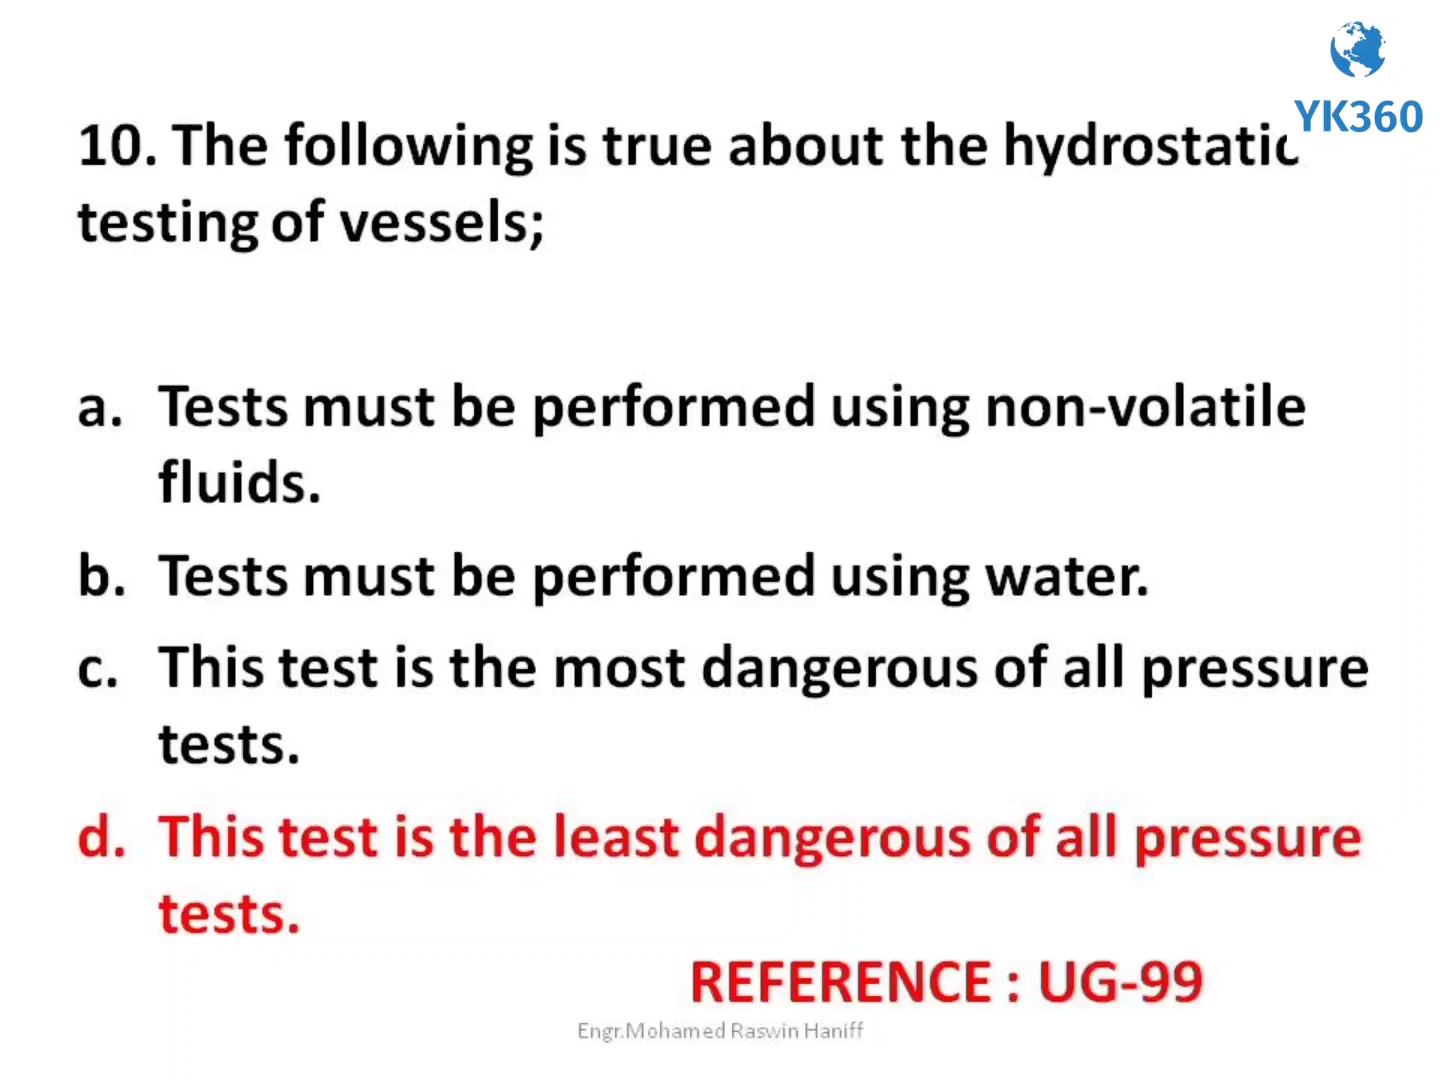 YK360
10. The following is true about the hydrostatic
testing of vessels;
a. Tests must be performed using non-volatile
fluids.
b. Tests must be performed using water.
c. This test is the most dangerous of all pressure
tests.
d. This test is the least dangerous of all pressure
tests.
REFERENCE : UG-99
Engr.Mohamed Raswin Haniff